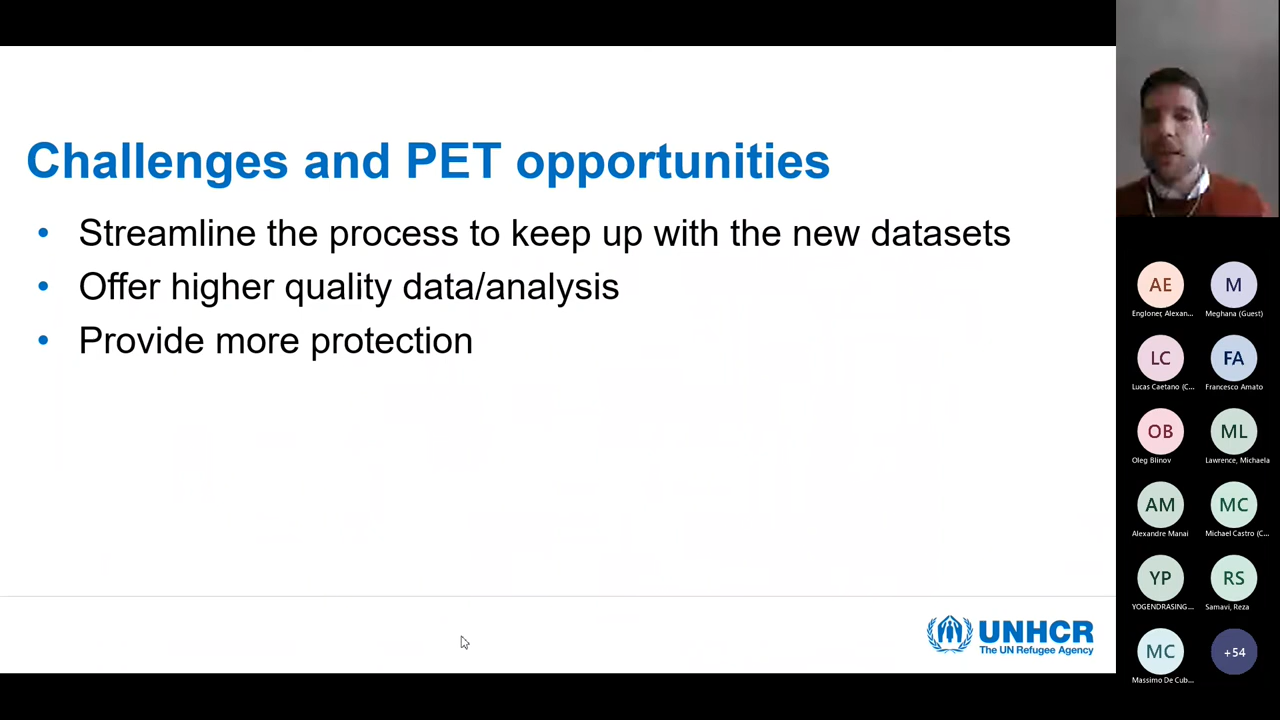 Challenges and PET opportunities
• Streamline the process to keep up with the new datasets
• Offer higher quality data/analysis
• Provide more protection
UNHCR
The UN Refugee Agency
AE
M
Engloner, Alexan...
Meghana (Guest)
LC
FA
Lucas Caetano (C...
Francesco Amato
OB
ML
Oleg Blinov
Lawrence, Michaela
AM
MC
Alexandre Manai
Michael Castro (C...
YP
RS
YOGENDRASING...
Samavi, Reza
MC
+54
Massimo De Cub...